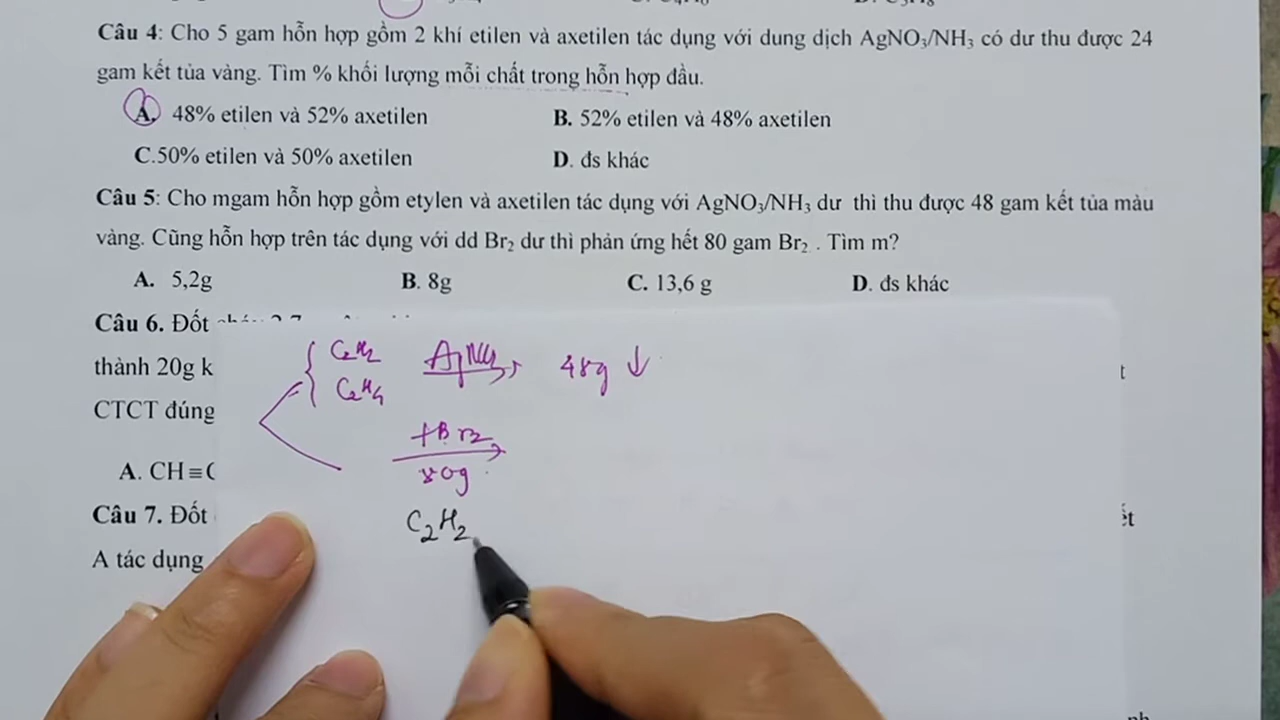 Câu 4: Cho 5 gam hỗn hợp gồm 2 khí etilen và axetilen tác dụng với dung dịch AgNO₃/NH₃ có dư thu được 24
gam kết tủa vàng. Tìm % khối lượng mỗi chất trong hỗn hợp đầu.
A. 48% etilen và 52% axetilen B. 52% etilen và 48% axetilen
C.50% etilen và 50% axetilen D. đs khác
Câu 5: Cho mgam hỗn hợp gồm etylen và axetilen tác dụng với AgNO₃/NH₃ dư thì thu được 48 gam kết tủa màu
vàng. Cũng hỗn hợp trên tác dụng với dd Br₂ dư thì phản ứng hết 80 gam Br₂ . Tìm m?
A. 5,2g B. 8g C. 13,6 g D. đs khác
Câu 6. Đốt
thành 20g k
CTCT đúng
A. CH≡C
Câu 7. Đốt
A tác dụng
C₂H₂ AgNO₃ 48g ↓
C₂H₄
+Br₂
80g
C₂H₂